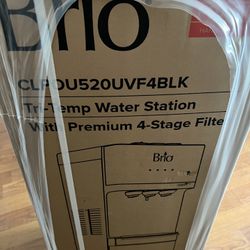 Brio
CLPOU520UVF4BLK
Tri-Temp Water Station
With Premium 4-Stage Filte
Brio